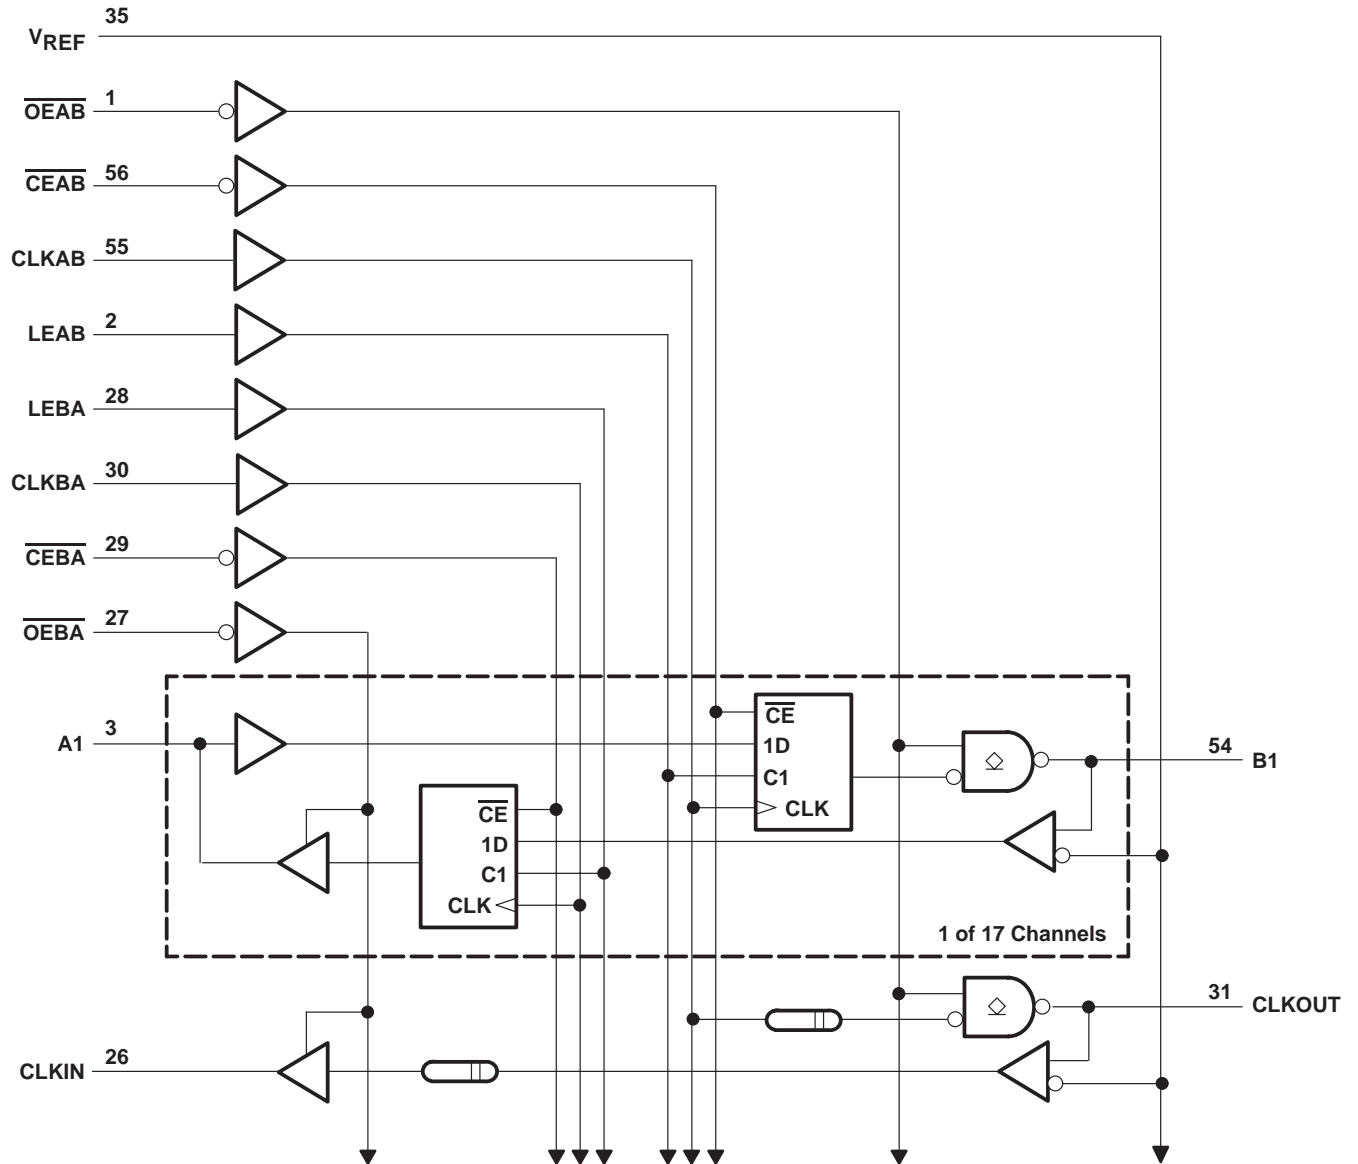 35
VREF
1
OEAB
56
CEAB
55
CLKAB
2
LEAB
28
LEBA
30
CLKBA
29
CEBA
27
OEBA
CE
3
A1
1D
54
B1
C1
CLK
CE
1D
C1
CLK
1 of 17 Channels
31
CLKOUT
26
CLKIN